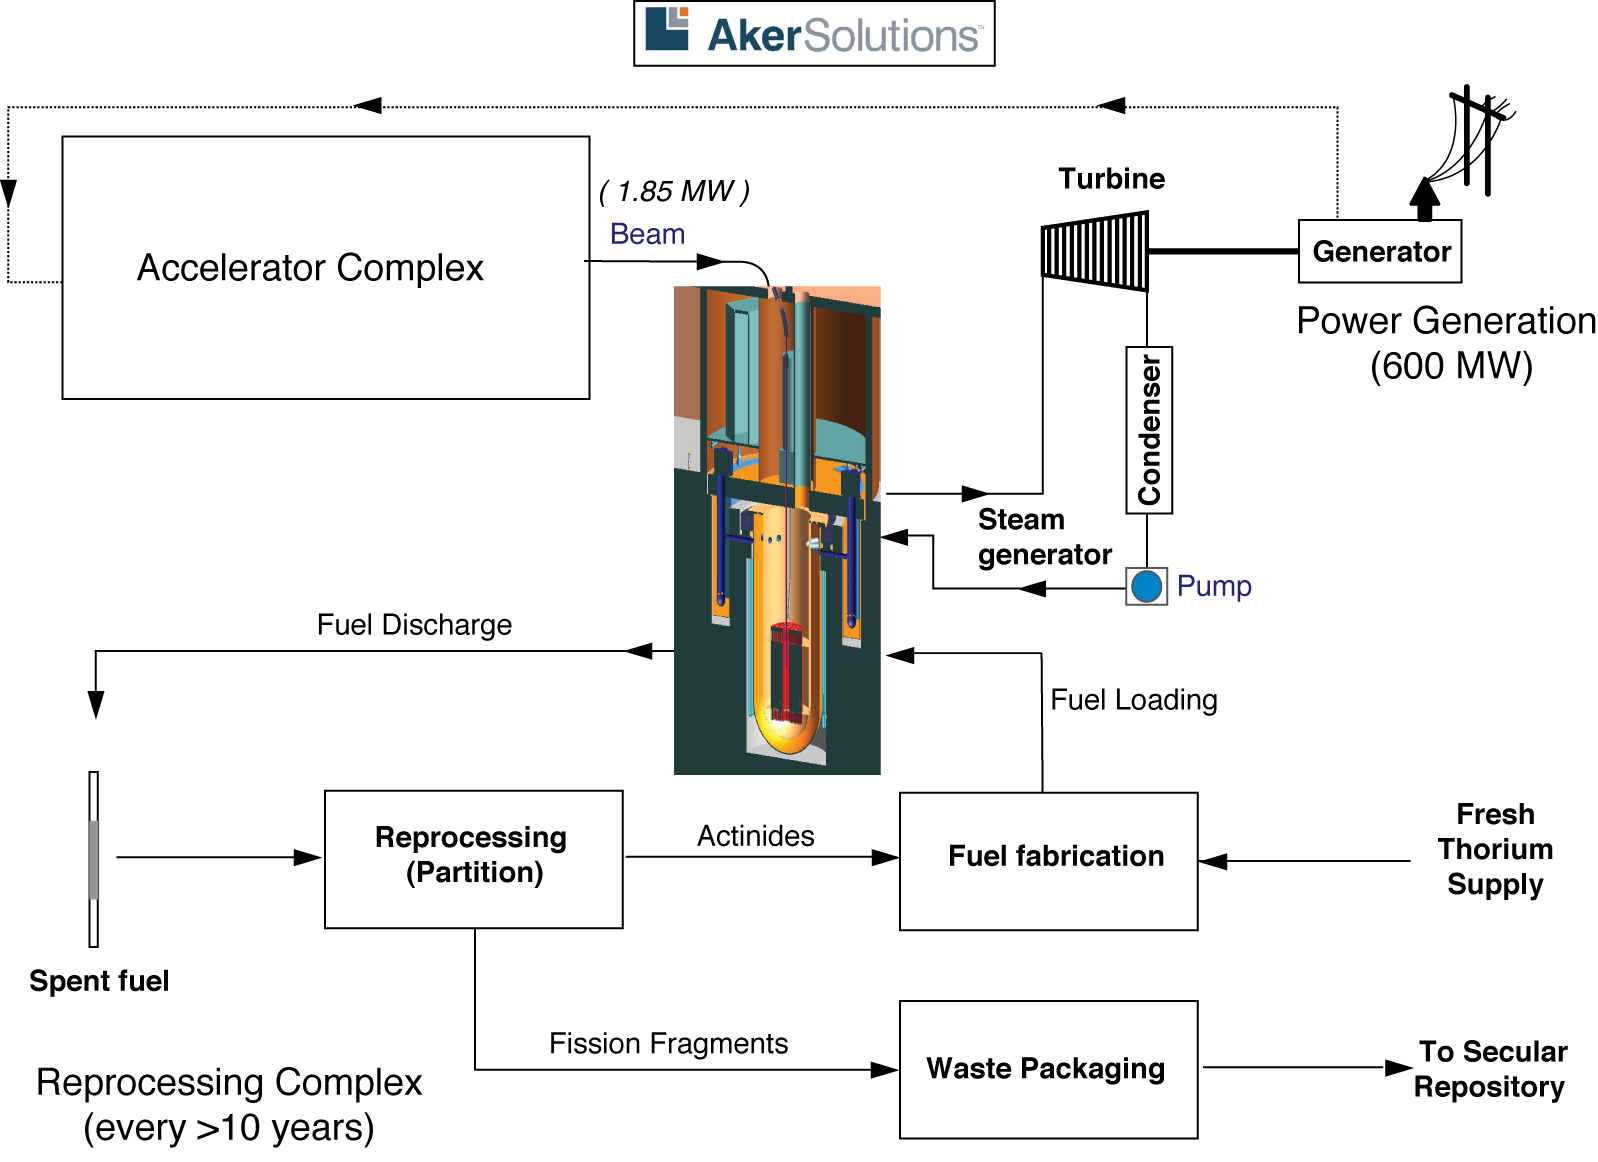 AkerSolutions™
( 1.85 MW )
Beam
Accelerator Complex
Turbine
Generator
Power Generation
(600 MW)
Condenser
Steam
generator
Pump
Fuel Discharge
Fuel Loading
Reprocessing
(Partition)
Actinides
Fuel fabrication
Fresh
Thorium
Supply
Spent fuel
Fission Fragments
Waste Packaging
To Secular
Repository
Reprocessing Complex
(every >10 years)